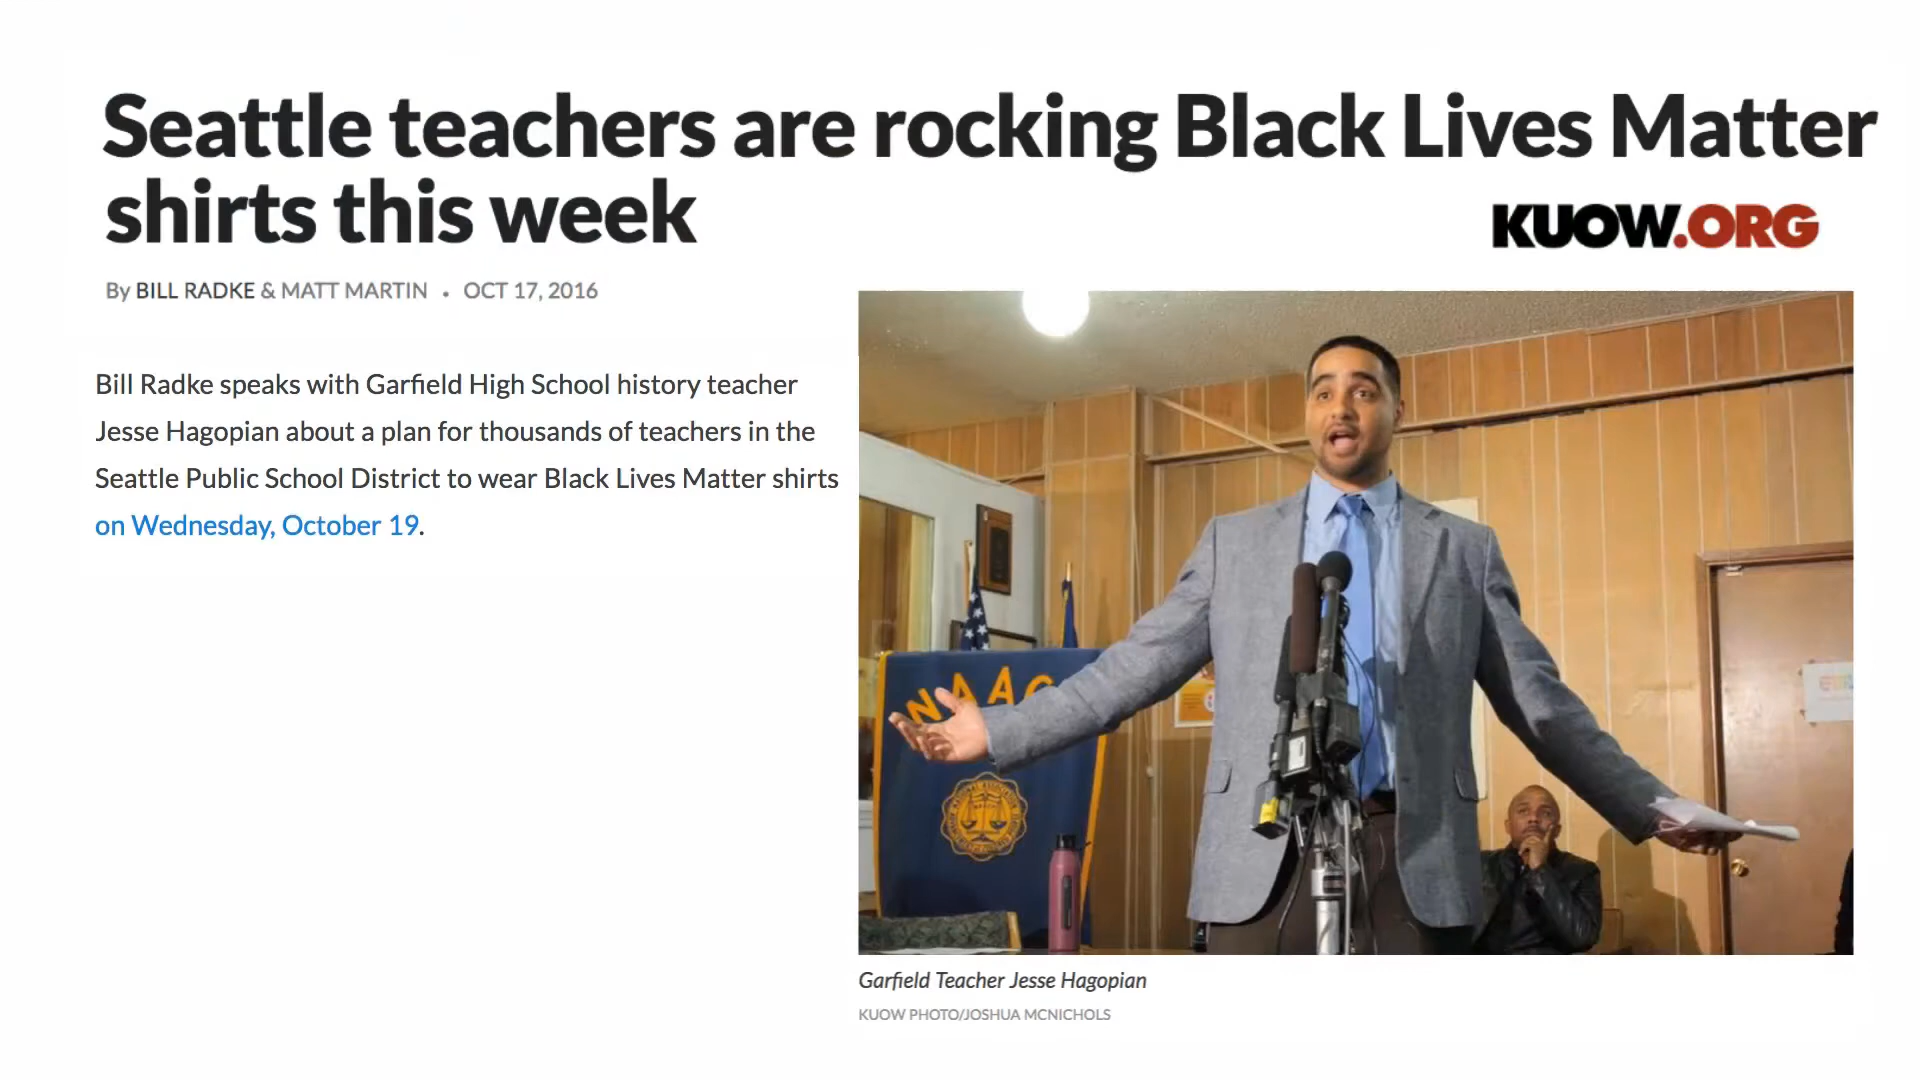 Seattle teachers are rocking Black Lives Matter
shirts this week
KUOW.ORG
By BILL RADKE & MATT MARTIN • OCT 17, 2016
Bill Radke speaks with Garfield High School history teacher
Jesse Hagopian about a plan for thousands of teachers in the
Seattle Public School District to wear Black Lives Matter shirts
on Wednesday, October 19.
NAAC
Garfield Teacher Jesse Hagopian
KUOW PHOTO/JOSHUA MCNICHOLS